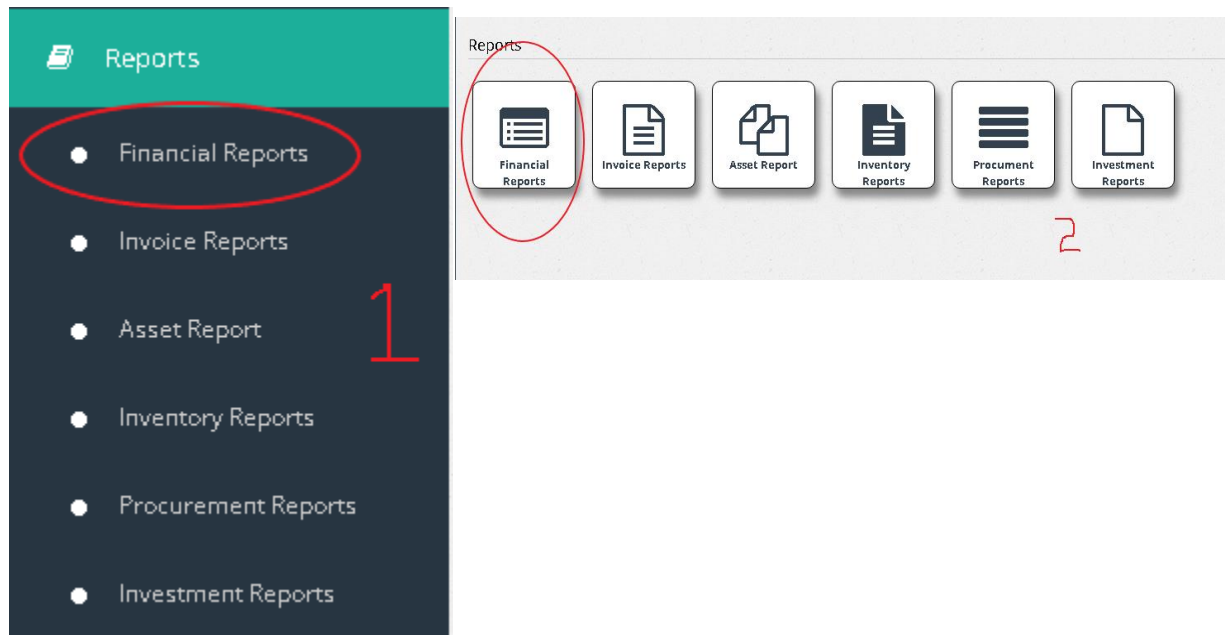 Reports
Financial Reports
Invoice Reports
Asset Report
Inventory Reports
Procurement Reports
Investment Reports
1
Reports
Financial
Reports
Invoice Reports
Asset Report
Inventory
Reports
Procument
Reports
Investment
Reports
2